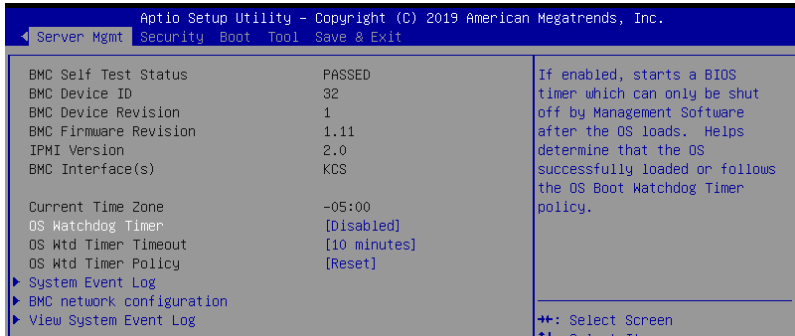 Aptio Setup Utility – Copyright (C) 2019 American Megatrends, Inc.
Server Mgmt Security Boot Tool Save & Exit
BMC Self Test Status PASSED
BMC Device ID 32
BMC Device Revision 1
BMC Firmware Revision 1.11
IPMI Version 2.0
BMC Interface(s) KCS
Current Time Zone -05:00
OS Watchdog Timer [Disabled]
OS Wtd Timer Timeout [10 minutes]
OS Wtd Timer Policy [Reset]
System Event Log
BMC network configuration
View System Event Log
If enabled, starts a BIOS
timer which can only be shut
off by Management Software
after the OS loads. Helps
determine that the OS
successfully loaded or follows
the OS Boot Watchdog Timer
policy.
→←: Select Screen